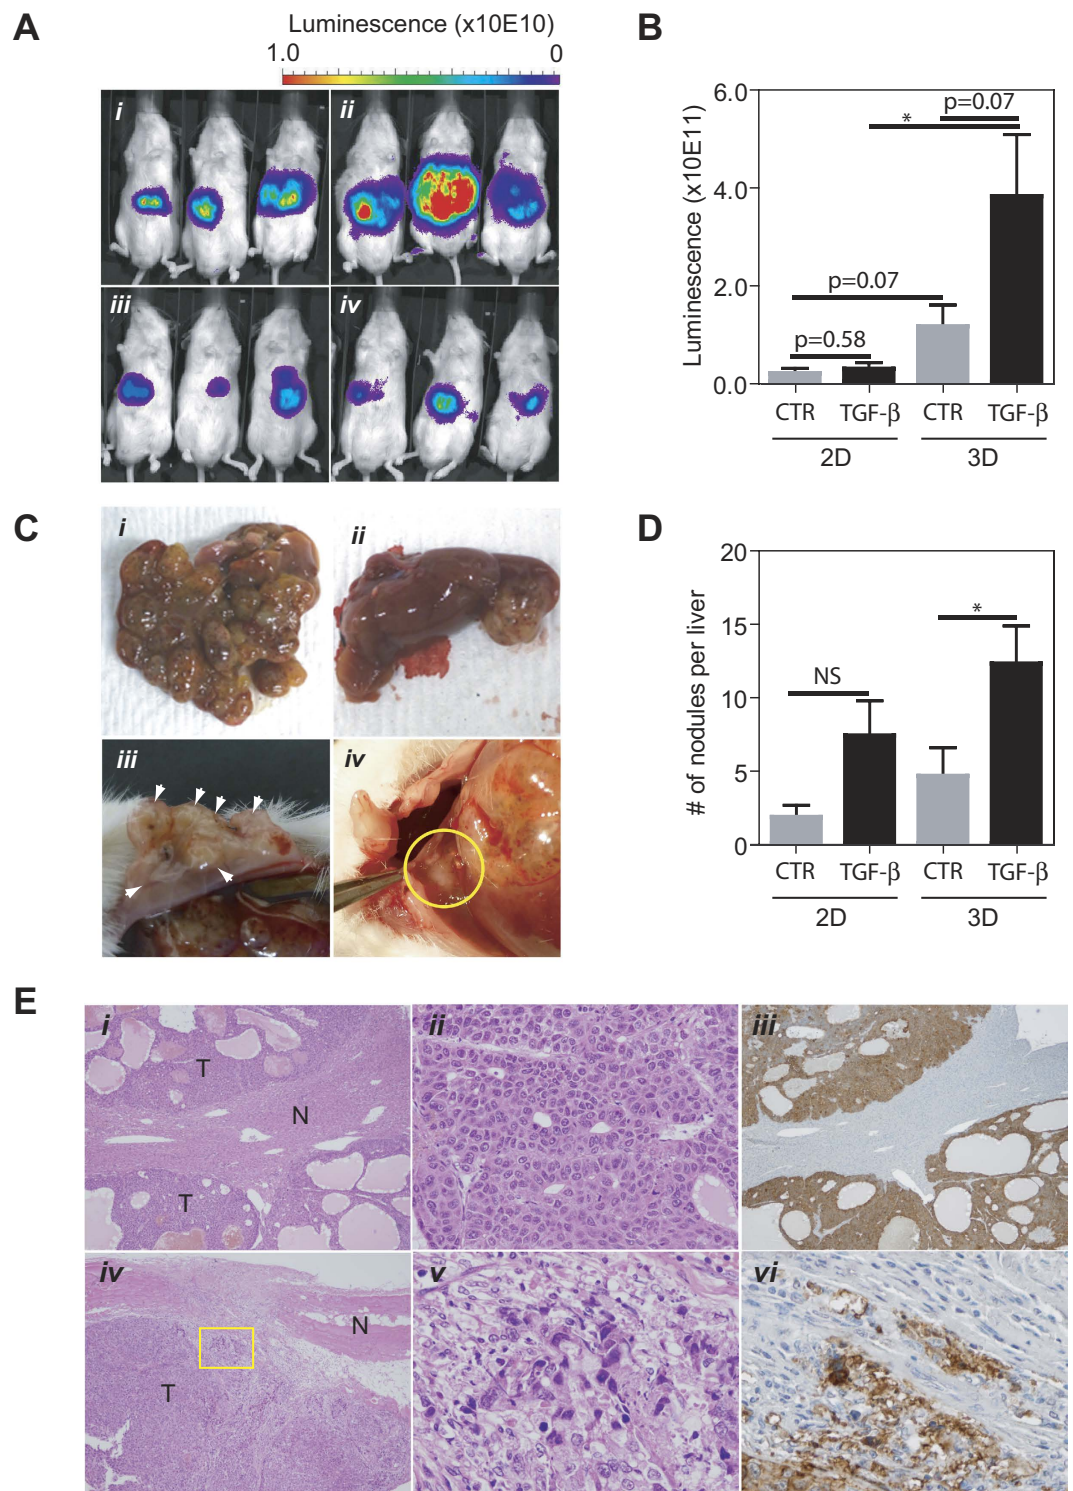 A
Luminescence (x10E10)
1.0 0
i
ii
iii
iv
B
Luminescence (x10E11)
6.0
4.0
2.0
0.0
p=0.07
*
p=0.07
p=0.58
CTR TGF-β CTR TGF-β
2D 3D
C
i
ii
iii
iv
D
# of nodules per liver
20
15
10
5
0
NS
*
CTR TGF-β CTR TGF-β
2D 3D
E
i
T
N
T
ii
iii
iv
N
T
v
vi